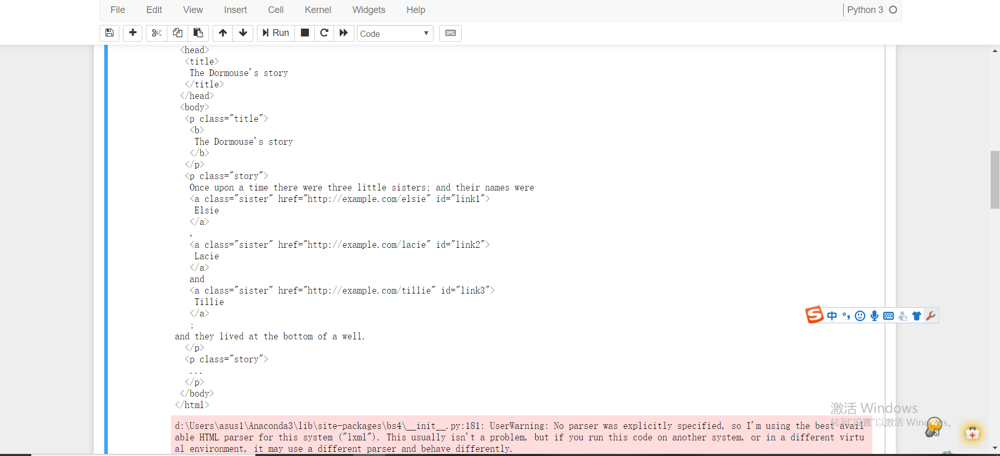 File Edit View Insert Cell Kernel Widgets Help Python 3
Run Code
<head>
<title>
The Dormouse's story
</title>
</head>
<body>
<p class="title">
<b>
The Dormouse's story
</b>
</p>
<p class="story">
Once upon a time there were three little sisters; and their names were
<a class="sister" href="http://example.com/elsie" id="link1">
Elsie
</a>
,
<a class="sister" href="http://example.com/lacie" id="link2">
Lacie
</a>
and
<a class="sister" href="http://example.com/tillie" id="link3">
Tillie
</a>
;
and they lived at the bottom of a well.
</p>
<p class="story">
...
</p>
</body>
</html>
d:\Users\asus1\Anaconda3\lib\site-packages\bs4\__init__.py:181: UserWarning: No parser was explicitly specified, so I'm using the best avail
able HTML parser for this system ("lxml"). This usually isn't a problem, but if you run this code on another system, or in a different virtu
al environment, it may use a different parser and behave differently.
S 中
激活 Windows
转到“设置”以激活 Windows。
8